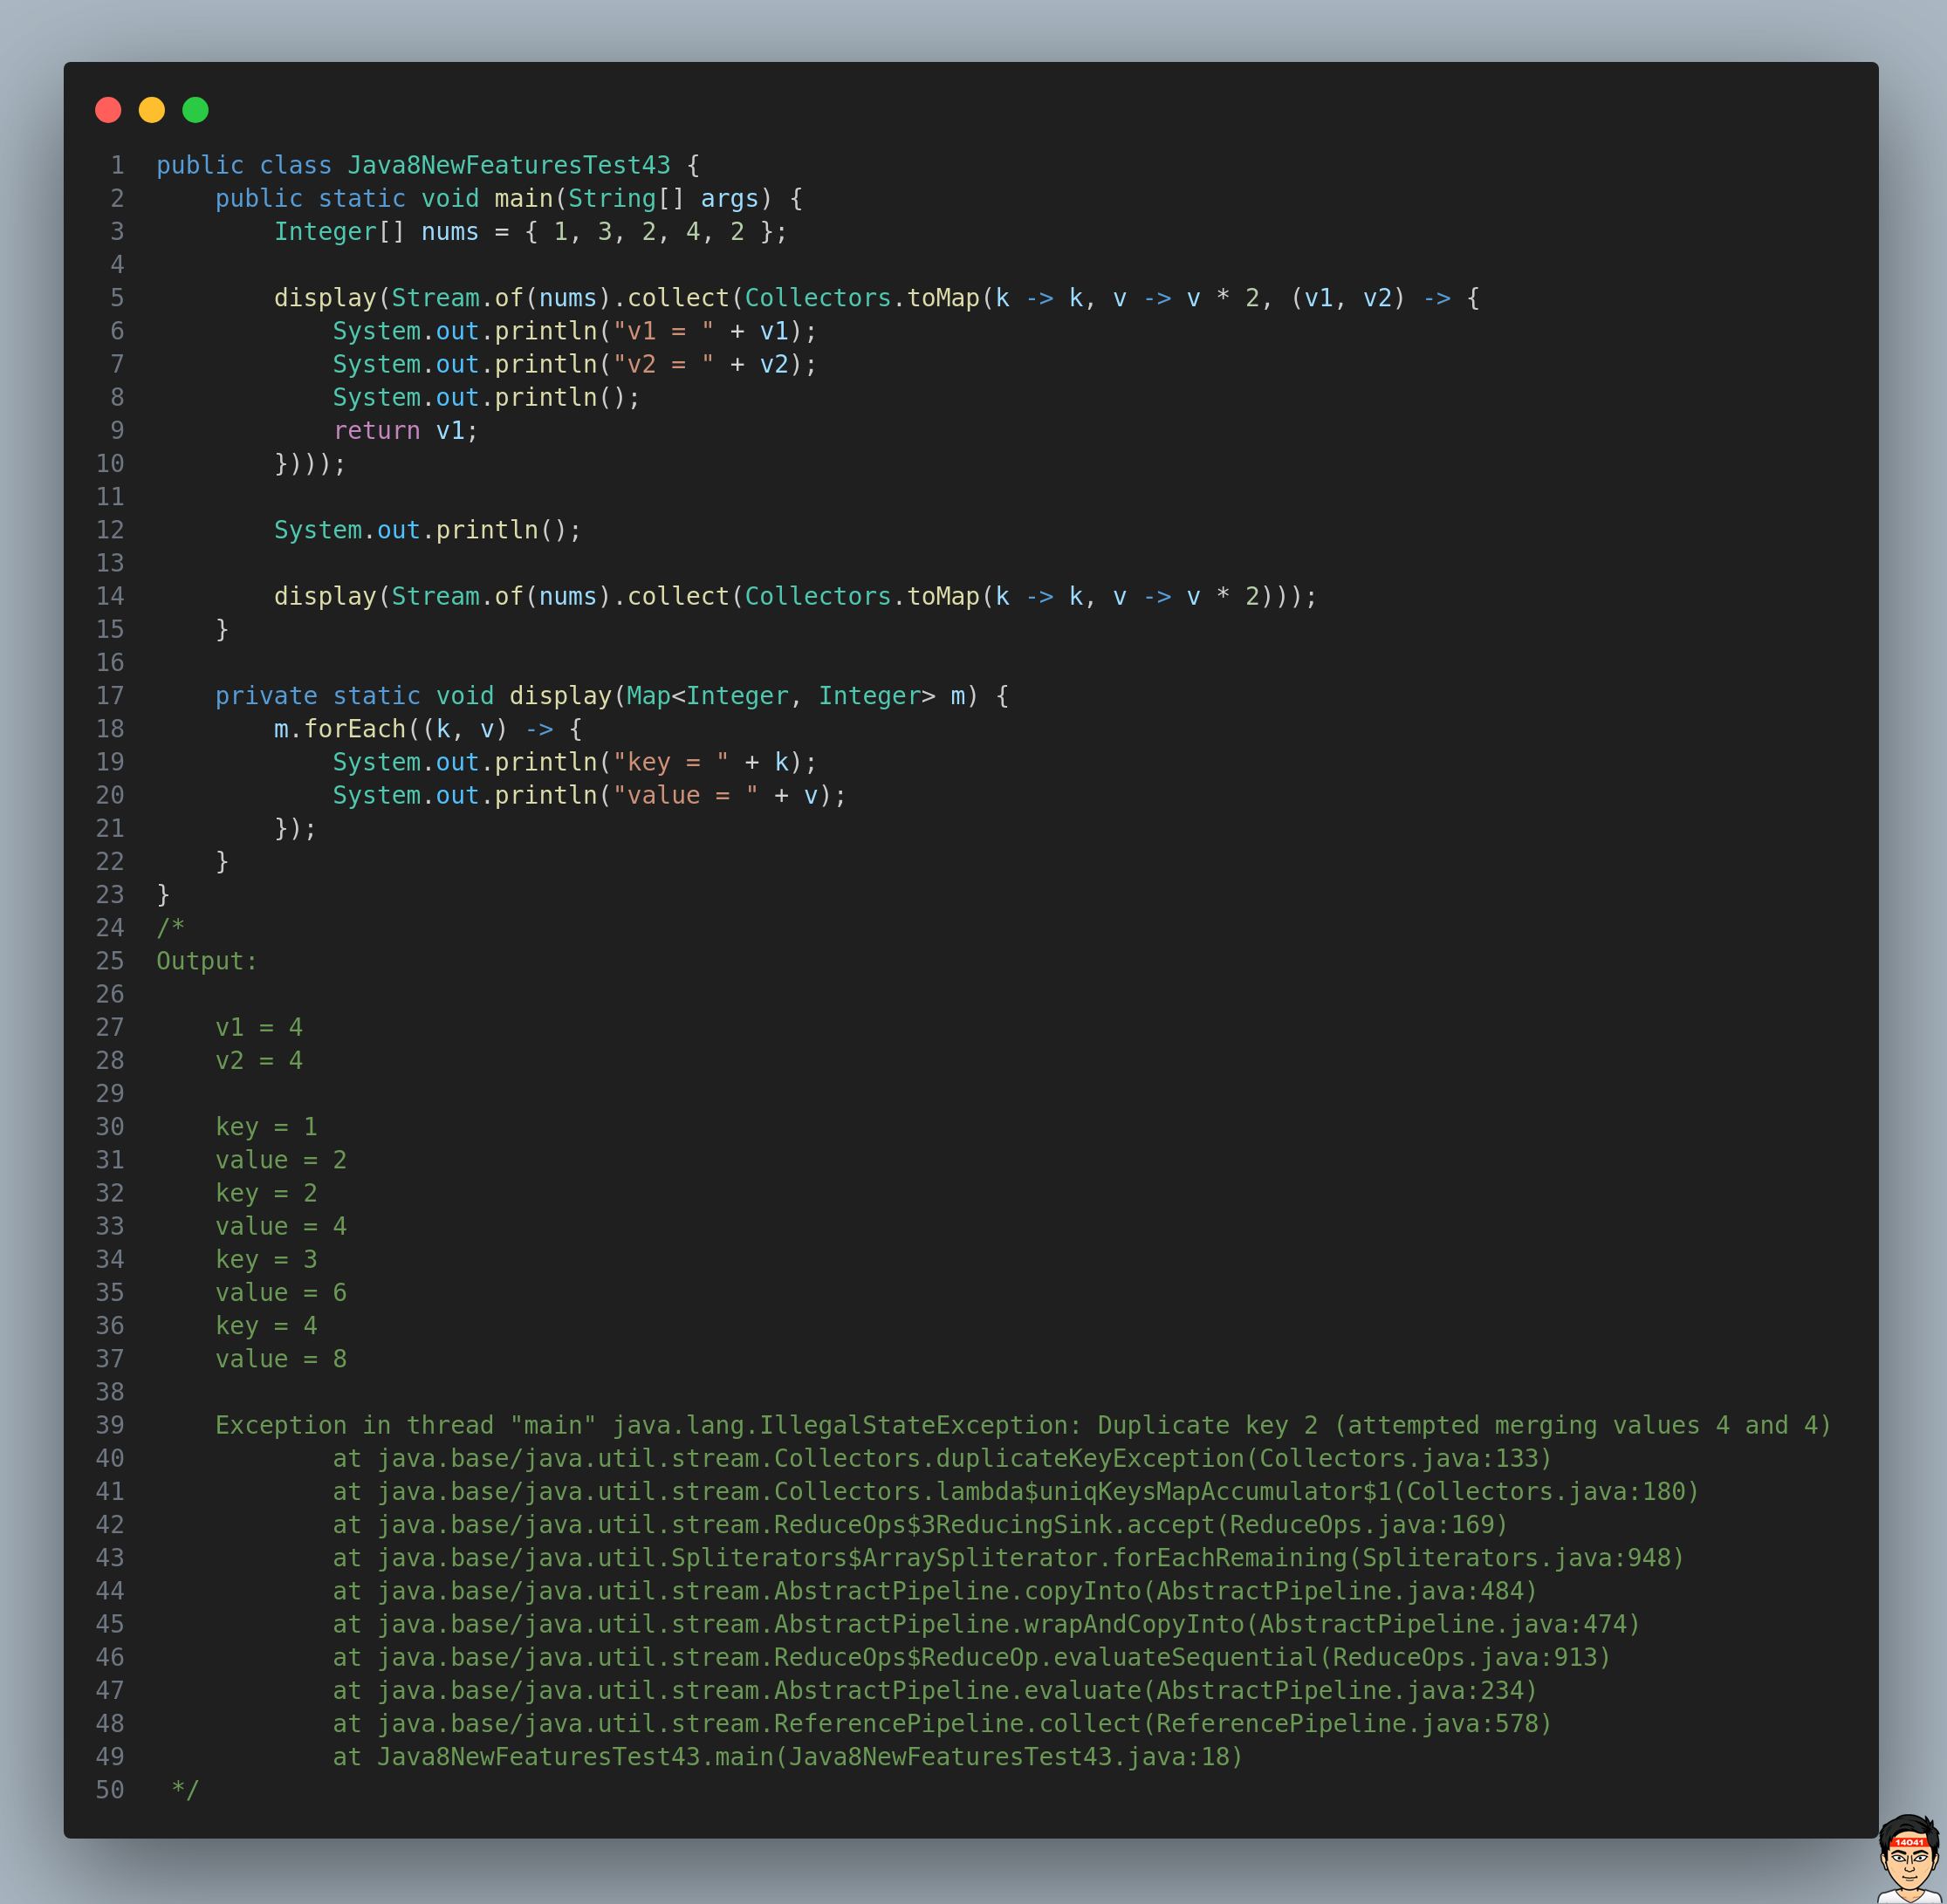 1 public class Java8NewFeaturesTest43 {
2     public static void main(String[] args) {
3         Integer[] nums = { 1, 3, 2, 4, 2 };
4
5         display(Stream.of(nums).collect(Collectors.toMap(k -> k, v -> v * 2, (v1, v2) -> {
6             System.out.println("v1 = " + v1);
7             System.out.println("v2 = " + v2);
8             System.out.println();
9             return v1;
10         })));
11
12         System.out.println();
13
14         display(Stream.of(nums).collect(Collectors.toMap(k -> k, v -> v * 2)));
15     }
16
17     private static void display(Map<Integer, Integer> m) {
18         m.forEach((k, v) -> {
19             System.out.println("key = " + k);
20             System.out.println("value = " + v);
21         });
22     }
23 }
24 /*
25 Output:
26
27     v1 = 4
28     v2 = 4
29
30     key = 1
31     value = 2
32     key = 2
33     value = 4
34     key = 3
35     value = 6
36     key = 4
37     value = 8
38
39     Exception in thread "main" java.lang.IllegalStateException: Duplicate key 2 (attempted merging values 4 and 4)
40             at java.base/java.util.stream.Collectors.duplicateKeyException(Collectors.java:133)
41             at java.base/java.util.stream.Collectors.lambda$uniqKeysMapAccumulator$1(Collectors.java:180)
42             at java.base/java.util.stream.ReduceOps$3ReducingSink.accept(ReduceOps.java:169)
43             at java.base/java.util.Spliterators$ArraySpliterator.forEachRemaining(Spliterators.java:948)
44             at java.base/java.util.stream.AbstractPipeline.copyInto(AbstractPipeline.java:484)
45             at java.base/java.util.stream.AbstractPipeline.wrapAndCopyInto(AbstractPipeline.java:474)
46             at java.base/java.util.stream.ReduceOps$ReduceOp.evaluateSequential(ReduceOps.java:913)
47             at java.base/java.util.stream.AbstractPipeline.evaluate(AbstractPipeline.java:234)
48             at java.base/java.util.stream.ReferencePipeline.collect(ReferencePipeline.java:578)
49             at Java8NewFeaturesTest43.main(Java8NewFeaturesTest43.java:18)
50  */
14041